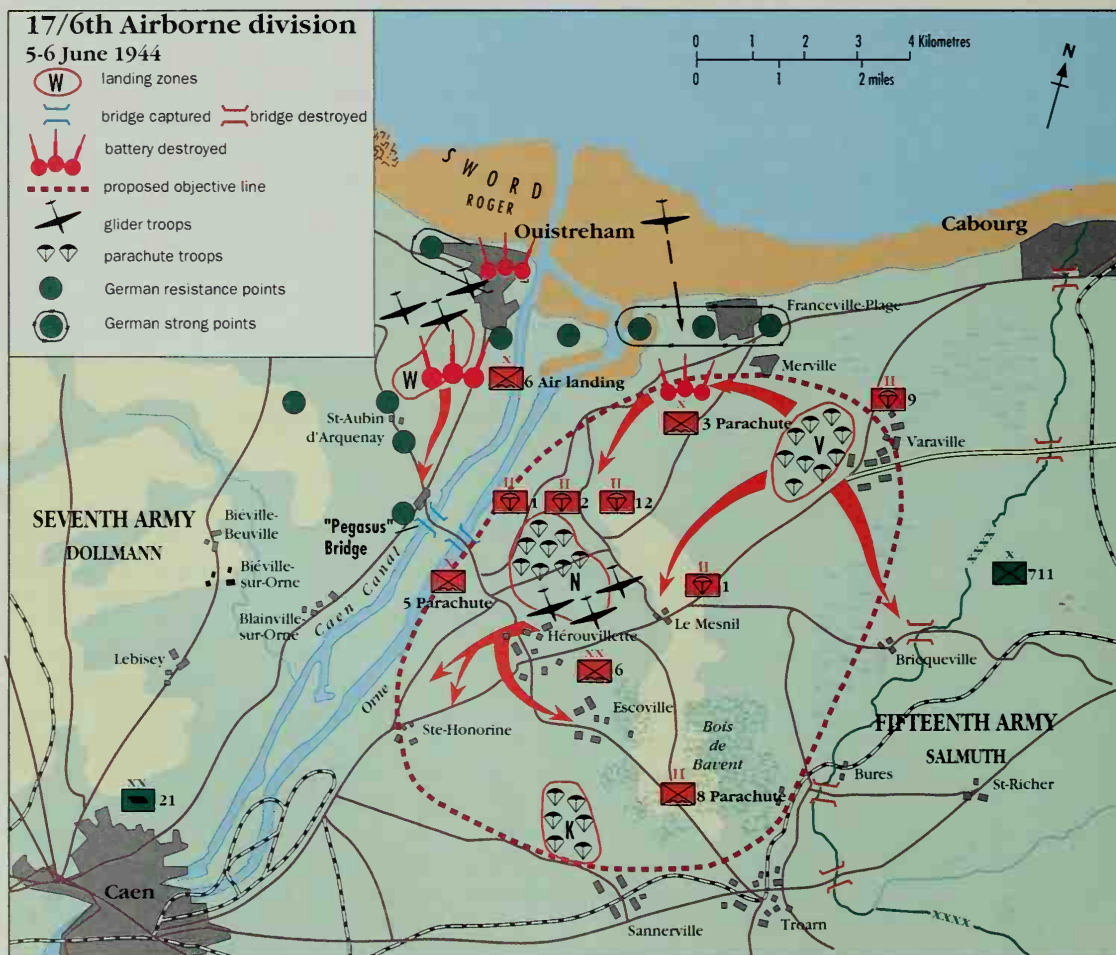 17/6th Airborne division
5-6 June 1944
W
landing zones
bridge captured
bridge destroyed
battery destroyed
proposed objective line
glider troops
parachute troops
German resistance points
German strong points
0 1 2 3 4 Kilometres
0 1 2 miles
N
SWORD
ROGER
Ouistreham
Cabourg
Franceville-Plage
Merville
W
X
6 Air landing
X
3 Parachute
II
9
St-Aubin
d'Arquenay
V
Varaville
II
1
II
2
II
12
"Pegasus"
Bridge
SEVENTH ARMY
DOLLMANN
Biéville-
Beuville
Biéville-
sur-Orne
Blainville-
sur-Orne
Caen Canal
XXXX
X
711
N
5 Parachute
II
1
Le Mesnil
Hérouvillette
Bricqueville
Lebisey
XX
6
Orne
Escoville
Ste-Honorine
Bois
de
Bavent
FIFTEENTH ARMY
SALMUTH
Bures
St-Richer
XX
21
II
8 Parachute
K
Caen
Sannerville
Troarn
XXXX